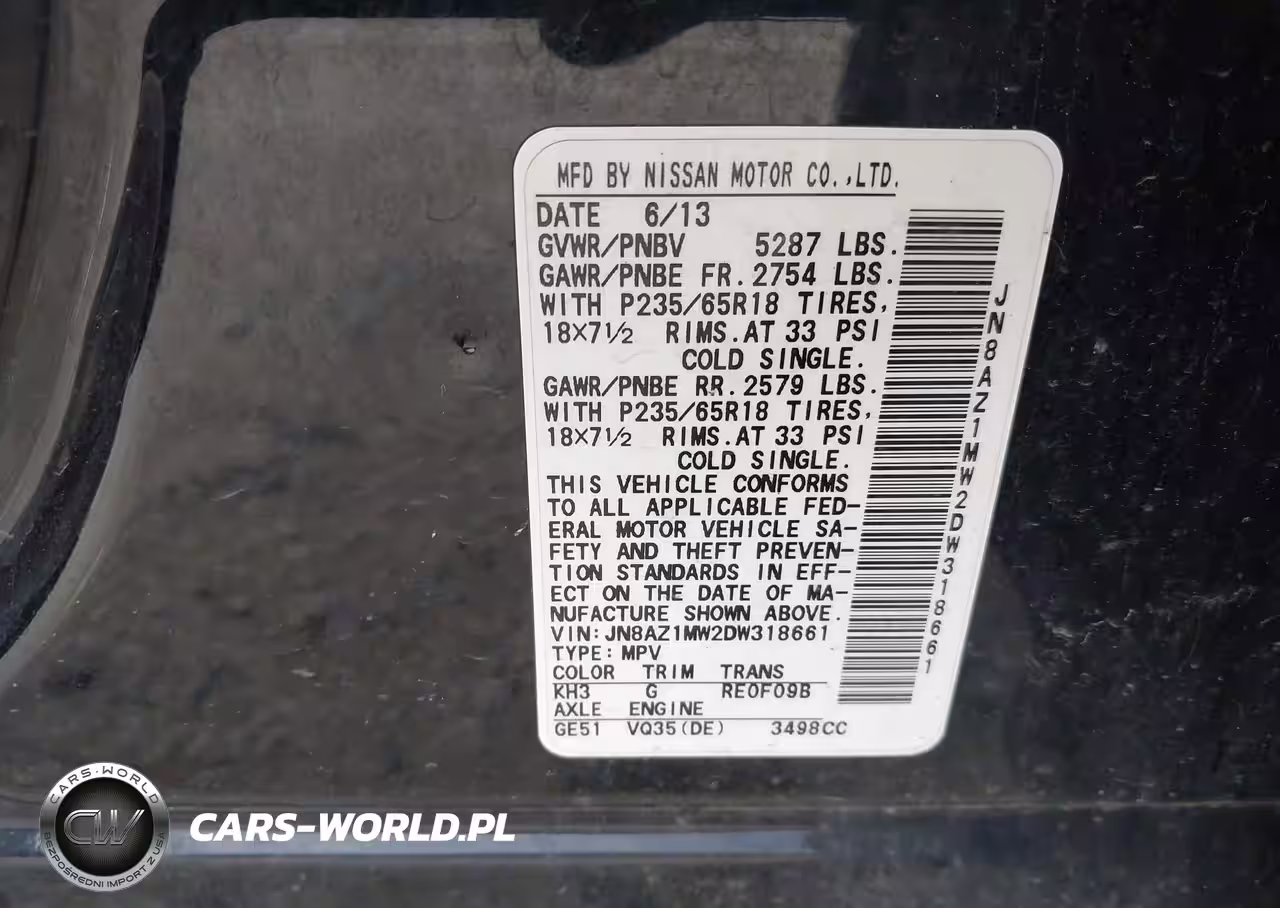 MFD BY NISSAN MOTOR CO.,LTD.
DATE 6/13
GVWR/PNBV 5287 LBS.
GAWR/PNBE FR.2754 LBS.
WITH P235/65R18 TIRES,
18×7½ RIMS.AT 33 PSI
COLD SINGLE.
GAWR/PNBE RR.2579 LBS.
WITH P235/65R18 TIRES,
18×7½ RIMS.AT 33 PSI
COLD SINGLE.
THIS VEHICLE CONFORMS
TO ALL APPLICABLE FED-
ERAL MOTOR VEHICLE SA-
FETY AND THEFT PREVEN-
TION STANDARDS IN EFF-
ECT ON THE DATE OF MA-
NUFACTURE SHOWN ABOVE.
VIN:JN8AZ1MW2DW318661
TYPE:MPV
COLOR TRIM TRANS
KH3 G RE0F09B
AXLE ENGINE
GE51 VQ35(DE) 3498CC
JN8AZ1MW2DW318661
CARS-WORLD
CW
BEZPOŚREDNI IMPORT Z USA
CARS-WORLD.PL